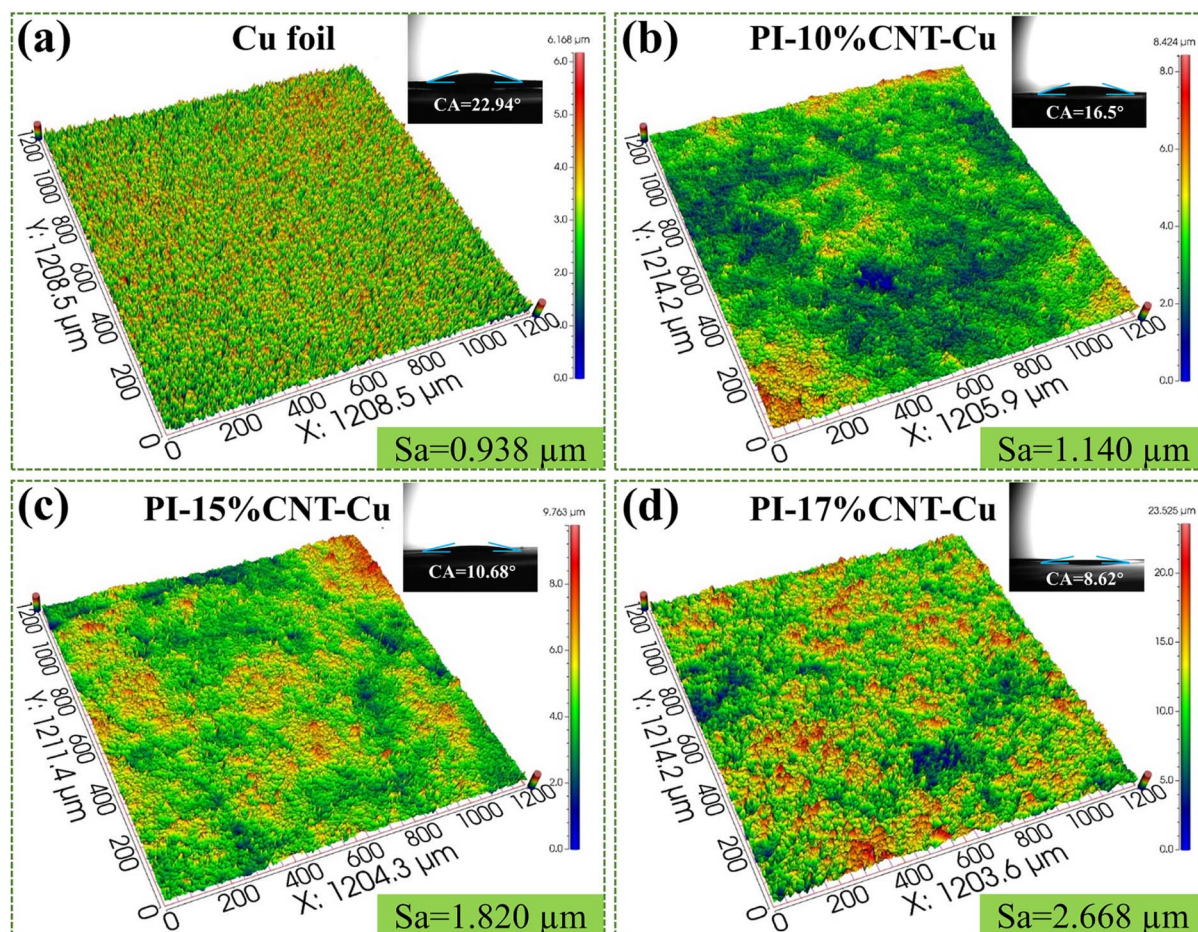 (a)
Cu foil
CA=22.94°
6.168 µm
6.0
5.0
4.0
3.0
2.0
1.0
0.0
1200
1000
800
600
400
200
0
Y: 1208.5 µm
0
200
400
600
800
1000
1200
X: 1208.5 µm
Sa=0.938 µm
(b)
PI-10%CNT-Cu
CA=16.5°
8.424 µm
8.0
6.0
4.0
2.0
0.0
1200
1000
800
600
400
200
0
Y: 1214.2 µm
0
200
400
600
800
1000
1200
X: 1205.9 µm
Sa=1.140 µm
(c)
PI-15%CNT-Cu
CA=10.68°
9.763 µm
8.0
6.0
4.0
2.0
0.0
1200
1000
800
600
400
200
0
Y: 1211.4 µm
0
200
400
600
800
1000
1200
X: 1204.3 µm
Sa=1.820 µm
(d)
PI-17%CNT-Cu
CA=8.62°
23.525 µm
20.0
15.0
10.0
5.0
0.0
1200
1000
800
600
400
200
0
Y: 1214.2 µm
0
200
400
600
800
1000
1200
X: 1203.6 µm
Sa=2.668 µm